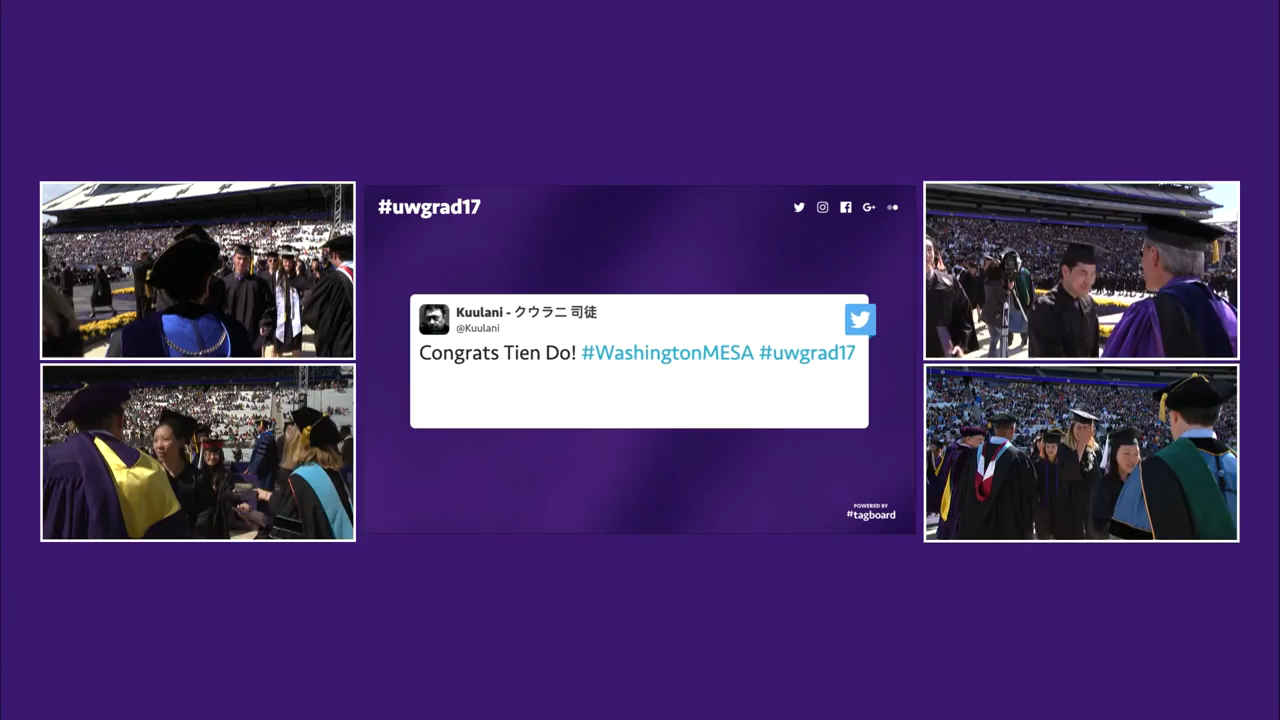 #uwgrad17
Kuulani - クウラニ 司徒
@Kuulani
Congrats Tien Do! #WashingtonMESA #uwgrad17
POWERED BY
#tagboard